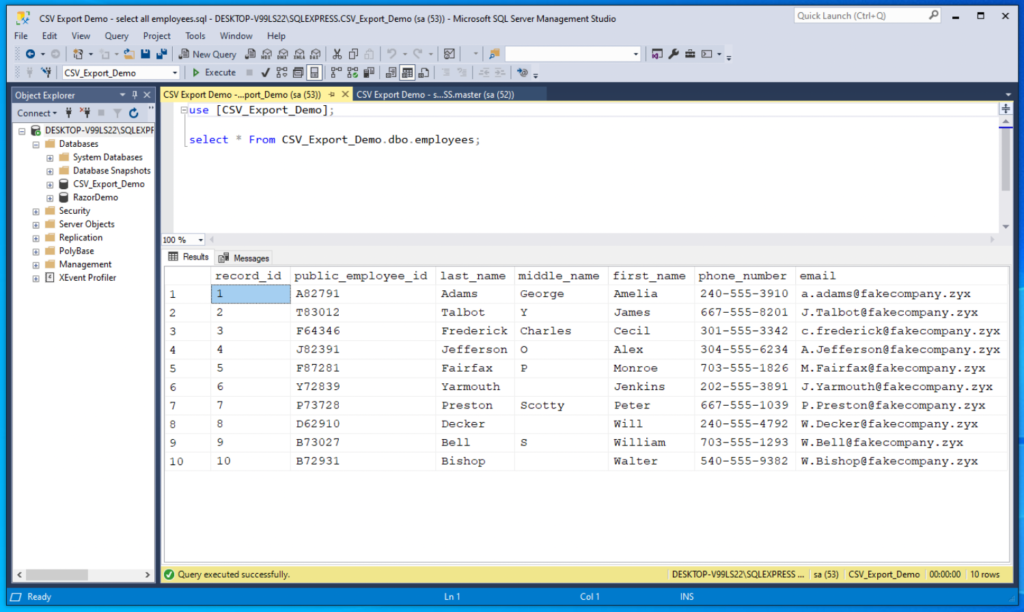 CSV Export Demo - select all employees.sql - DESKTOP-V99LS22\SQLEXPRESS.CSV_Export_Demo (sa (53)) - Microsoft SQL Server Management Studio
Quick Launch (Ctrl+Q)
File Edit View Query Project Tools Window Help
New Query
CSV_Export_Demo Execute
Object Explorer
CSV Export Demo -...port_Demo (sa (53)) CSV Export Demo - s...SS.master (sa (52))
Connect
DESKTOP-V99LS22\SQLEXPR
Databases
System Databases
Database Snapshots
CSV_Export_Demo
RazorDemo
Security
Server Objects
Replication
PolyBase
Management
XEvent Profiler
use [CSV_Export_Demo];
select * From CSV_Export_Demo.dbo.employees;
100 %
Results Messages
record_id public_employee_id last_name middle_name first_name phone_number email
1 1 A82791 Adams George Amelia 240-555-3910 a.adams@fakecompany.zyx
2 2 T83012 Talbot Y James 667-555-8201 J.Talbot@fakecompany.zyx
3 3 F64346 Frederick Charles Cecil 301-555-3342 c.frederick@fakecompany.zyx
4 4 J82391 Jefferson O Alex 304-555-6234 A.Jefferson@fakecompany.zyx
5 5 F87281 Fairfax P Monroe 703-555-1826 M.Fairfax@fakecompany.zyx
6 6 Y72839 Yarmouth Jenkins 202-555-3891 J.Yarmouth@fakecompany.zyx
7 7 P73728 Preston Scotty Peter 667-555-1039 P.Preston@fakecompany.zyx
8 8 D62910 Decker Will 240-555-4792 W.Decker@fakecompany.zyx
9 9 B73027 Bell S William 703-555-1293 W.Bell@fakecompany.zyx
10 10 B72931 Bishop Walter 540-555-9382 W.Bishop@fakecompany.zyx
Query executed successfully. DESKTOP-V99LS22\SQLEXPRESS ... sa (53) CSV_Export_Demo 00:00:00 10 rows
Ready Ln 1 Col 1 INS